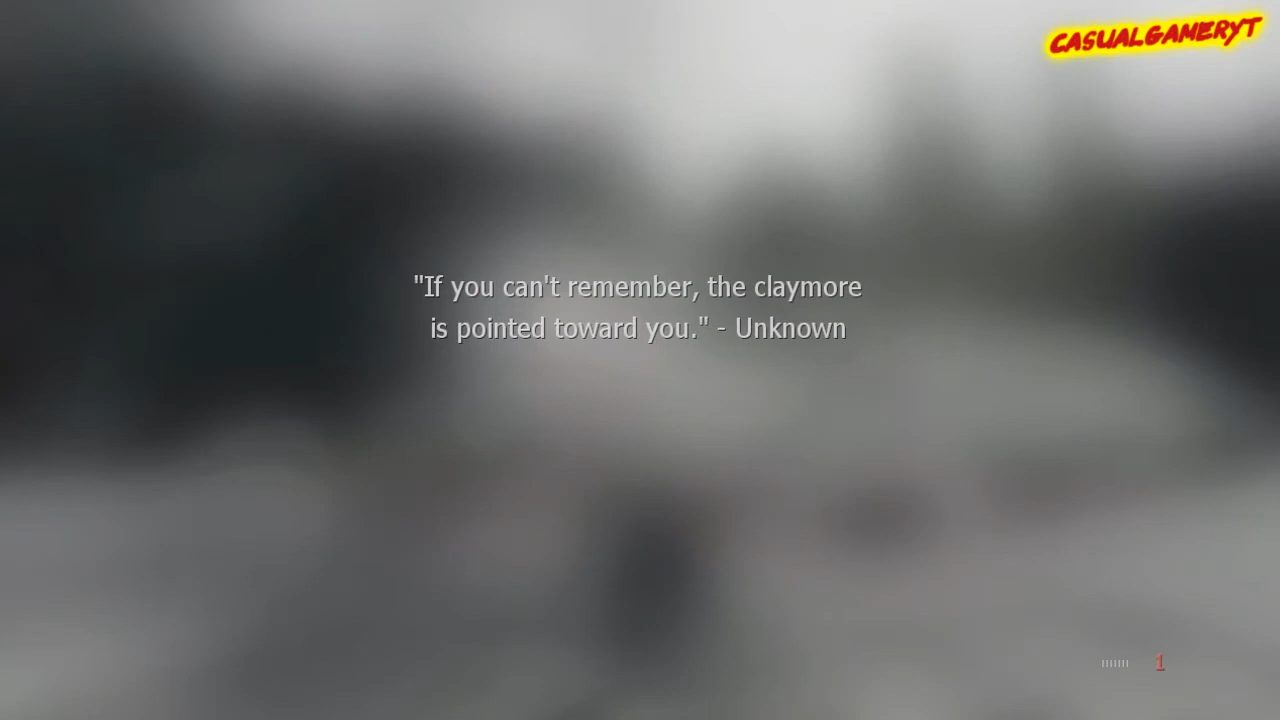 CASUALGAMERYT
"If you can't remember, the claymore
is pointed toward you." - Unknown
1